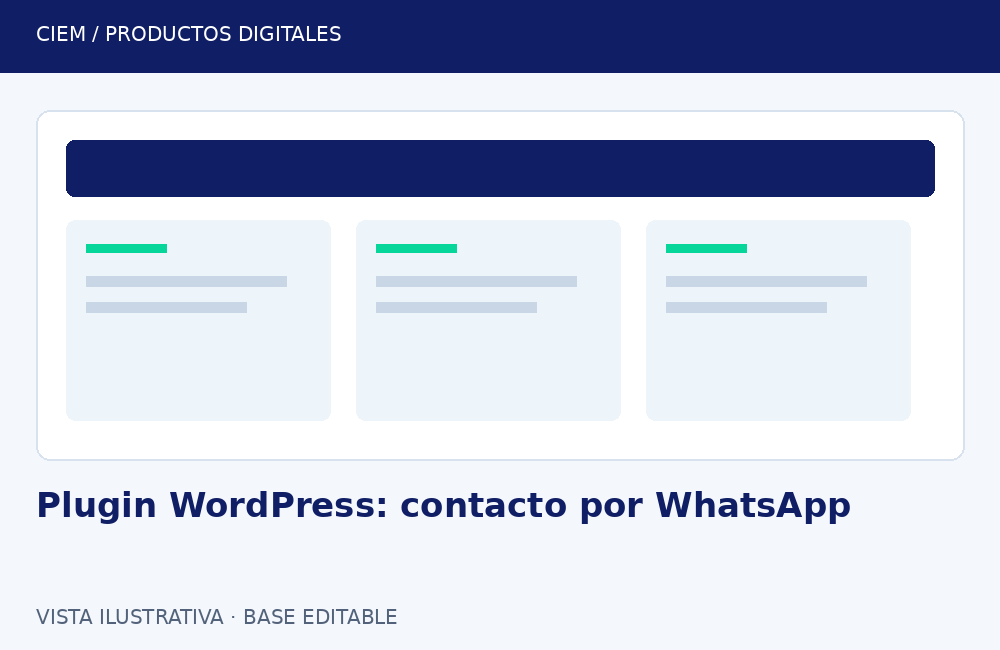 CIEM / PRODUCTOS DIGITALES
Plugin WordPress: contacto por WhatsApp
VISTA ILUSTRATIVA · BASE EDITABLE